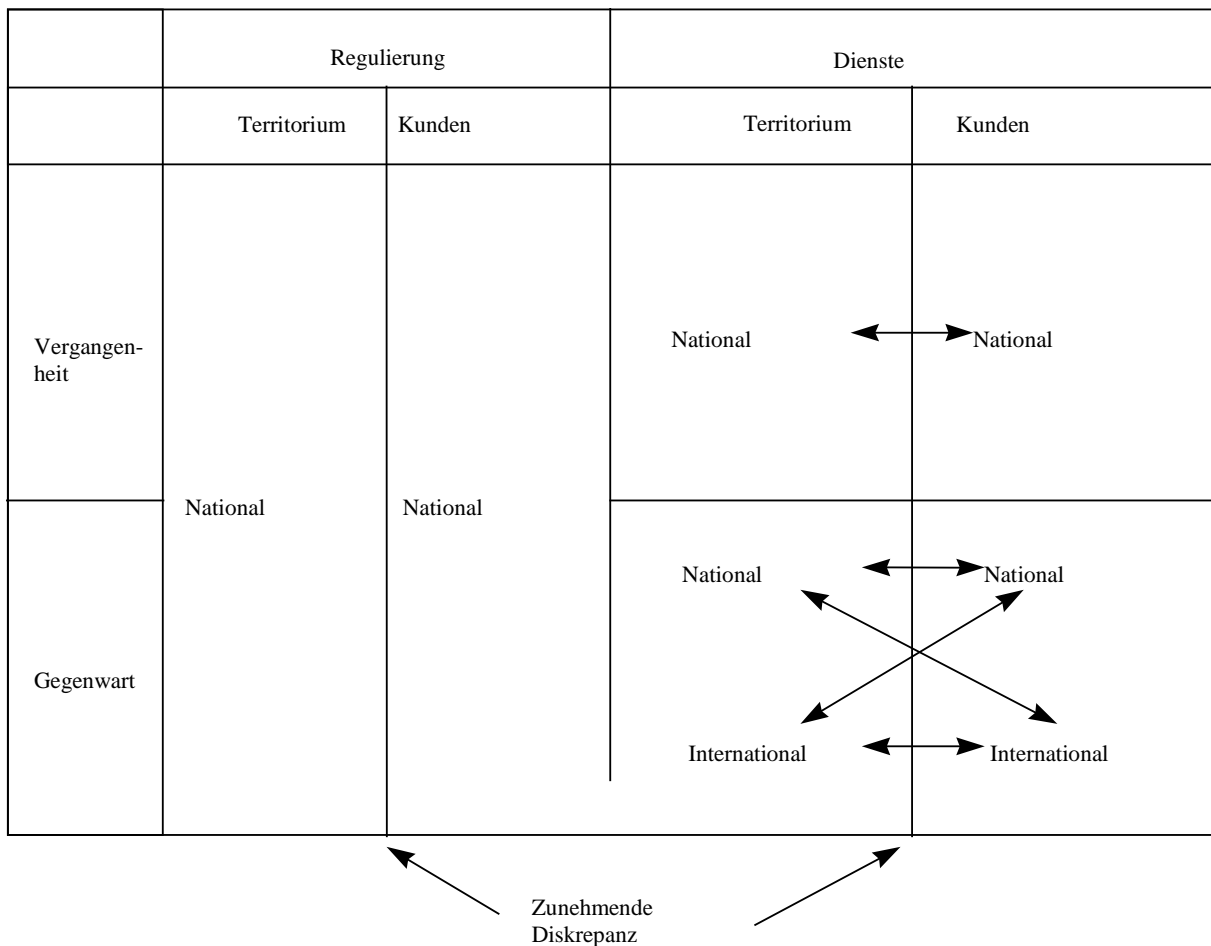 Regulierung
Dienste
Territorium
Kunden
Territorium
Kunden
Vergangen-
heit
National
National
National
National
Gegenwart
National
National
International
International
Zunehmende
Diskrepanz